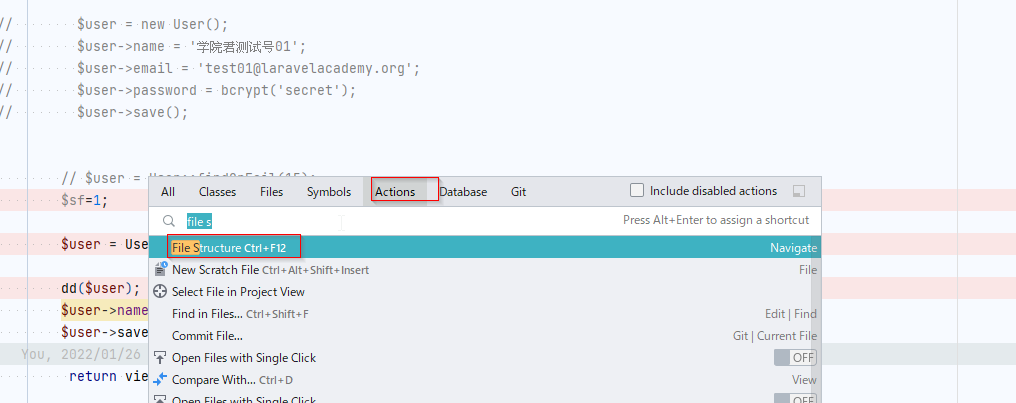 // $user = new User();
// $user->name = '学院君测试号01';
// $user->email = 'test01@laravelacademy.org';
// $user->password = bcrypt('secret');
// $user->save();
// $user =
$sf=1;
$user = Use
dd($user);
$user->name
$user->save
You, 2022/01/26
return vie
All Classes Files Symbols Actions Database Git Include disabled actions
file s Press Alt+Enter to assign a shortcut
File Structure Ctrl+F12 Navigate
New Scratch File Ctrl+Alt+Shift+Insert File
Select File in Project View
Find in Files... Ctrl+Shift+F Edit | Find
Commit File... Git | Current File
Open Files with Single Click OFF
Compare With... Ctrl+D View
Open Files with Single Click OFF